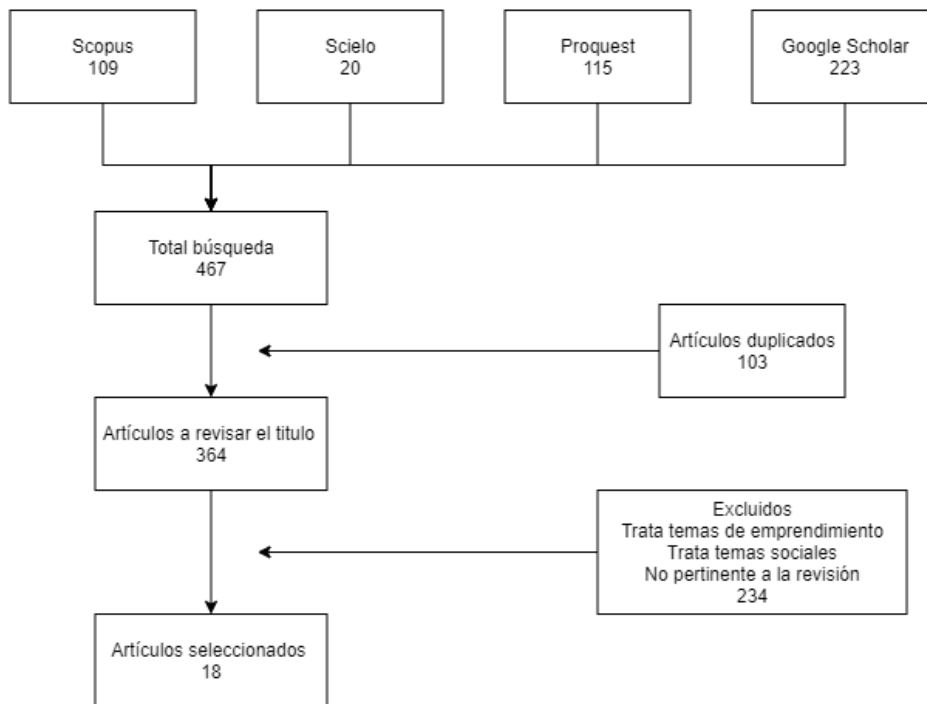 Scopus
109
Scielo
20
Proquest
115
Google Scholar
223
Total búsqueda
467
Artículos duplicados
103
Artículos a revisar el titulo
364
Excluidos
Trata temas de emprendimiento
Trata temas sociales
No pertinente a la revisión
234
Artículos seleccionados
18